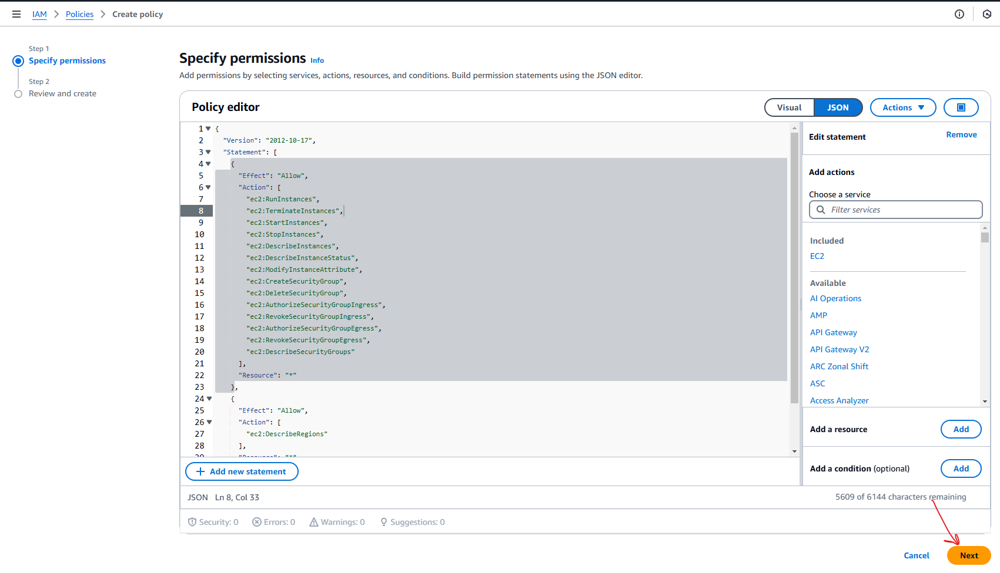 IAM > Policies > Create policy
Step 1
Specify permissions
Step 2
Review and create
Specify permissions Info
Add permissions by selecting services, actions, resources, and conditions. Build permission statements using the JSON editor.
Policy editor
Visual JSON Actions
1 {
2 "Version": "2012-10-17",
3 "Statement": [
4 {
5 "Effect": "Allow",
6 "Action": [
7 "ec2:RunInstances",
8 "ec2:TerminateInstances",
9 "ec2:StartInstances",
10 "ec2:StopInstances",
11 "ec2:DescribeInstances",
12 "ec2:DescribeInstanceStatus",
13 "ec2:ModifyInstanceAttribute",
14 "ec2:CreateSecurityGroup",
15 "ec2:DeleteSecurityGroup",
16 "ec2:AuthorizeSecurityGroupIngress",
17 "ec2:RevokeSecurityGroupIngress",
18 "ec2:AuthorizeSecurityGroupEgress",
19 "ec2:RevokeSecurityGroupEgress",
20 "ec2:DescribeSecurityGroups"
21 ],
22 "Resource": "*"
23 },
24 {
25 "Effect": "Allow",
26 "Action": [
27 "ec2:DescribeRegions"
28 ],
29 "Resource": "*"
Add new statement
JSON Ln 8, Col 33
5609 of 6144 characters remaining
Security: 0 Errors: 0 Warnings: 0 Suggestions: 0
Edit statement Remove
Add actions
Choose a service
Filter services
Included
EC2
Available
AI Operations
AMP
API Gateway
API Gateway V2
ARC Zonal Shift
ASC
Access Analyzer
Add a resource Add
Add a condition (optional) Add
Cancel Next